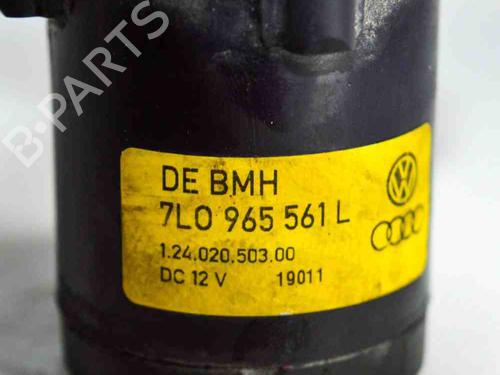 B-PARTS
DE BMH
7L0 965 561 L
1.24.020.503.00
DC 12 V 19011